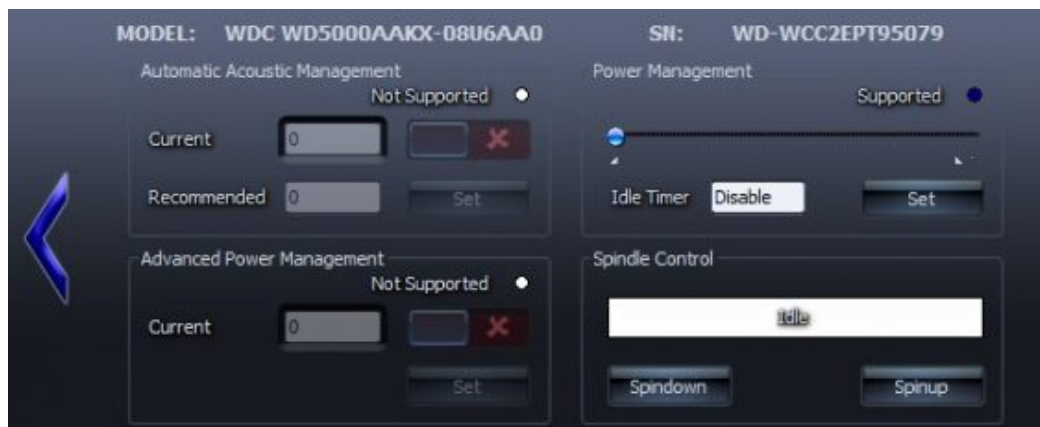 MODEL: WDC WD5000AAKX-08U6AA0 SN: WD-WCC2EPT95079
Automatic Acoustic Management
Not Supported
Current 0
Recommended 0 Set
Power Management
Supported
Idle Timer Disable Set
Advanced Power Management
Not Supported
Current 0
Set
Spindle Control
Idle
Spindown Spinup